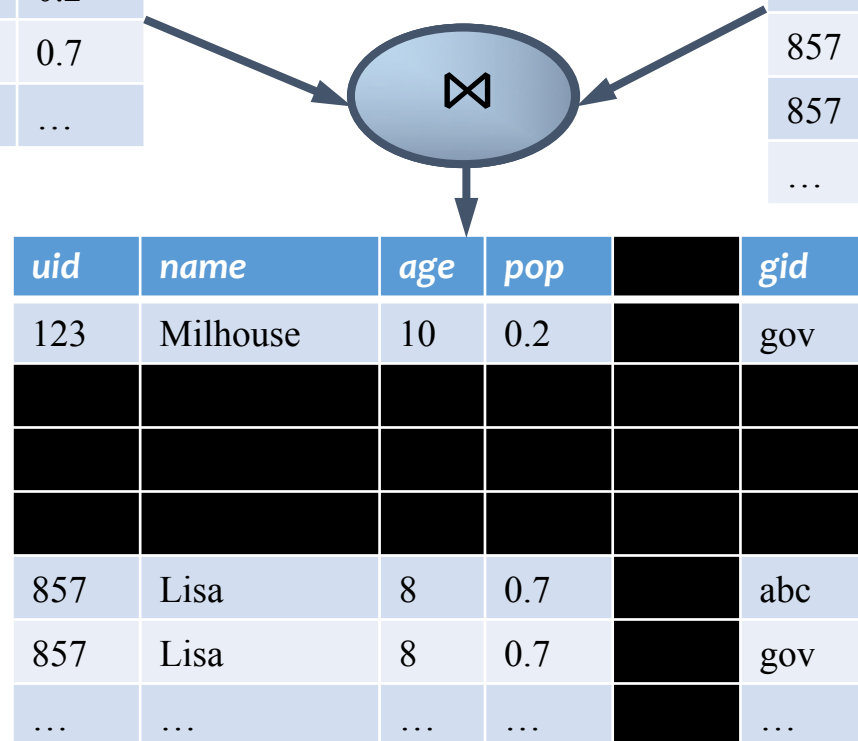 0.7
…
⋈
857
857
…
uid name age pop gid
123 Milhouse 10 0.2 gov
857 Lisa 8 0.7 abc
857 Lisa 8 0.7 gov
… … … … …